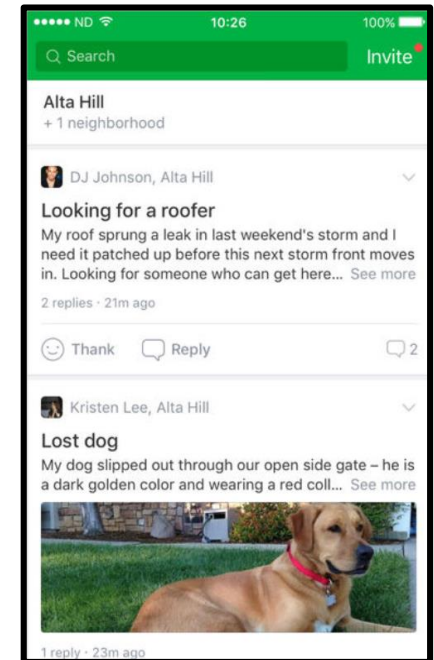 ND 10:26 100%
Search Invite
Alta Hill
+ 1 neighborhood
DJ Johnson, Alta Hill
Looking for a roofer
My roof sprung a leak in last weekend's storm and I
need it patched up before this next storm front moves
in. Looking for someone who can get here... See more
2 replies · 21m ago
Thank Reply 2
Kristen Lee, Alta Hill
Lost dog
My dog slipped out through our open side gate – he is
a dark golden color and wearing a red coll... See more
1 reply · 23m ago